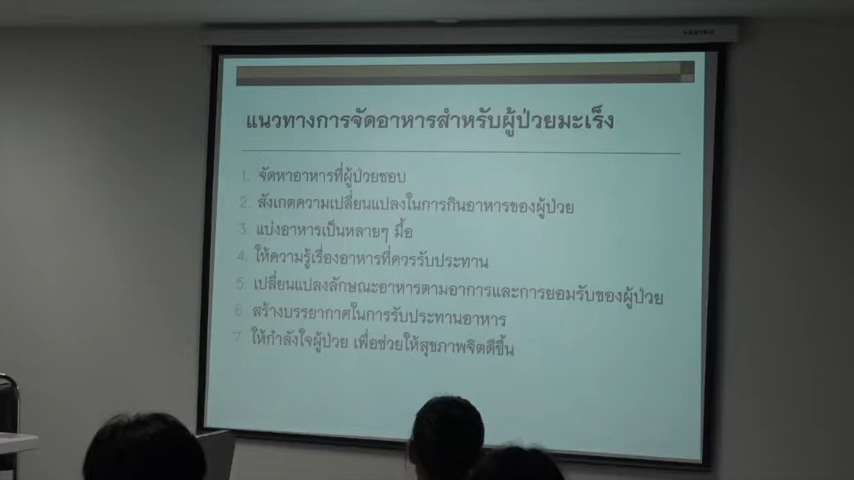 VERTEX
แนวทางการจัดอาหารสำหรับผู้ป่วยมะเร็ง
1. จัดหาอาหารที่ผู้ป่วยชอบ
2. สังเกตความเปลี่ยนแปลงในการกินอาหารของผู้ป่วย
3. แบ่งอาหารเป็นหลายๆ มื้อ
4. ให้ความรู้เรื่องอาหารที่ควรรับประทาน
5. เปลี่ยนแปลงลักษณะอาหารตามอาการและการยอมรับของผู้ป่วย
6. สร้างบรรยากาศในการรับประทานอาหาร
7. ให้กำลังใจผู้ป่วย เพื่อช่วยให้สุขภาพจิตดีขึ้น